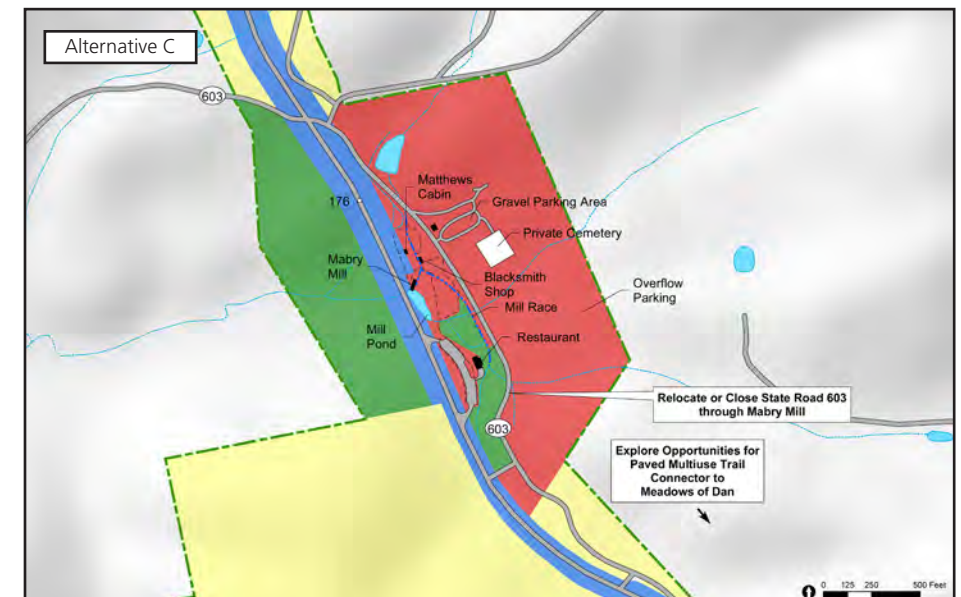 Alternative C
603
Matthews
Cabin
176
Gravel Parking Area
Private Cemetery
Mabry
Mill
Blacksmith
Shop
Overflow
Parking
Mill Race
Mill
Pond
Restaurant
Relocate or Close State Road 603
through Mabry Mill
603
Explore Opportunities for
Paved Multiuse Trail
Connector to
Meadows of Dan
0 125 250 500 Feet